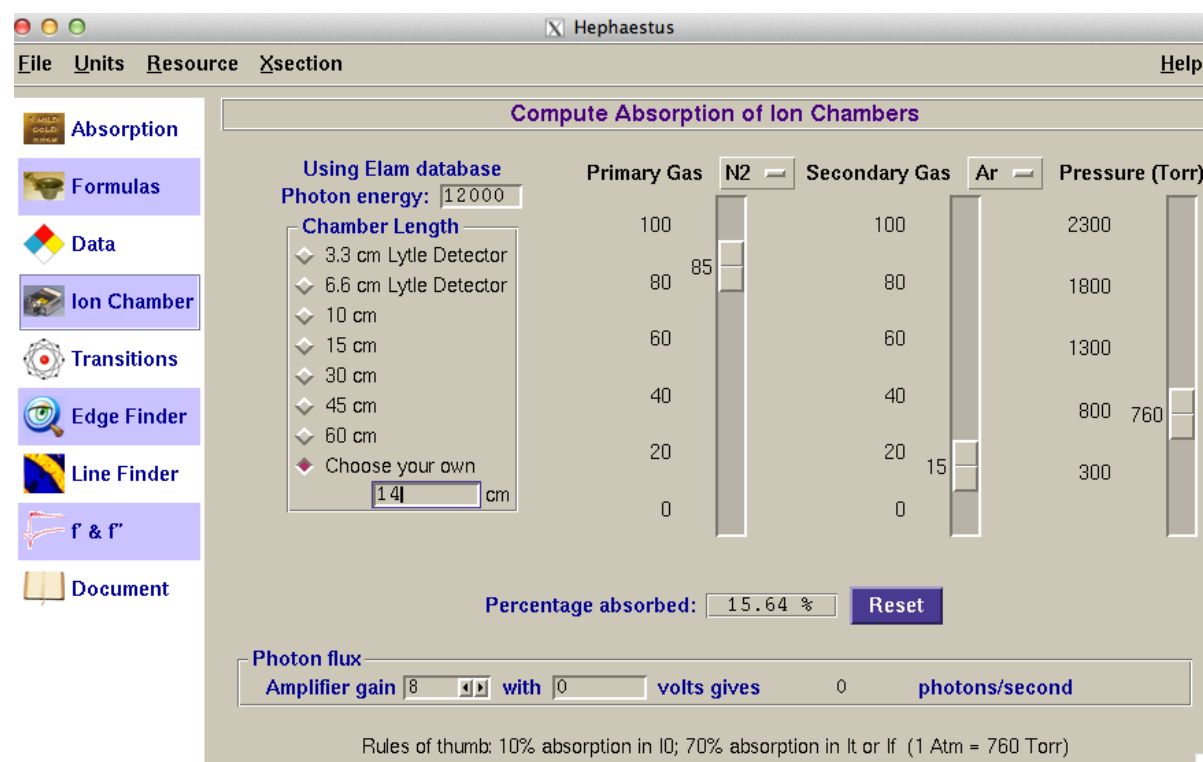 Hephaestus
File Units Resource Xsection Help
Absorption
Formulas
Data
Ion Chamber
Transitions
Edge Finder
Line Finder
f' & f"
Document
Compute Absorption of Ion Chambers
Using Elam database
Photon energy: 12000
Chamber Length
3.3 cm Lytle Detector
6.6 cm Lytle Detector
10 cm
15 cm
30 cm
45 cm
60 cm
Choose your own
14 cm
Primary Gas N2
100
85
80
60
40
20
0
Secondary Gas Ar
100
80
60
40
20
15
0
Pressure (Torr)
2300
1800
1300
800 760
300
Percentage absorbed: 15.64 % Reset
Photon flux
Amplifier gain 8 with 0 volts gives 0 photons/second
Rules of thumb: 10% absorption in I0; 70% absorption in It or If (1 Atm = 760 Torr)